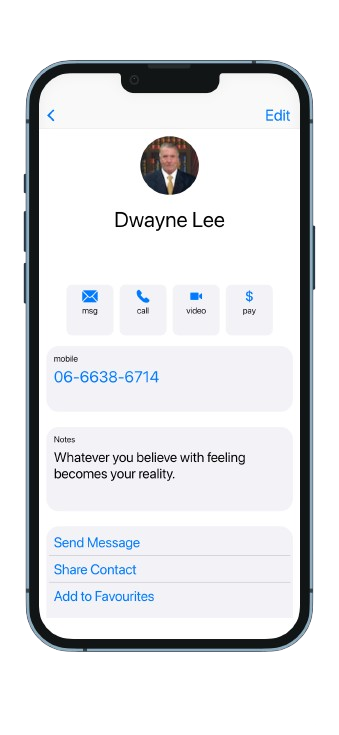 Edit
Dwayne Lee
msg
call
video
$
pay
mobile
06-6638-6714
Notes
Whatever you believe with feeling
becomes your reality.
Send Message
Share Contact
Add to Favourites